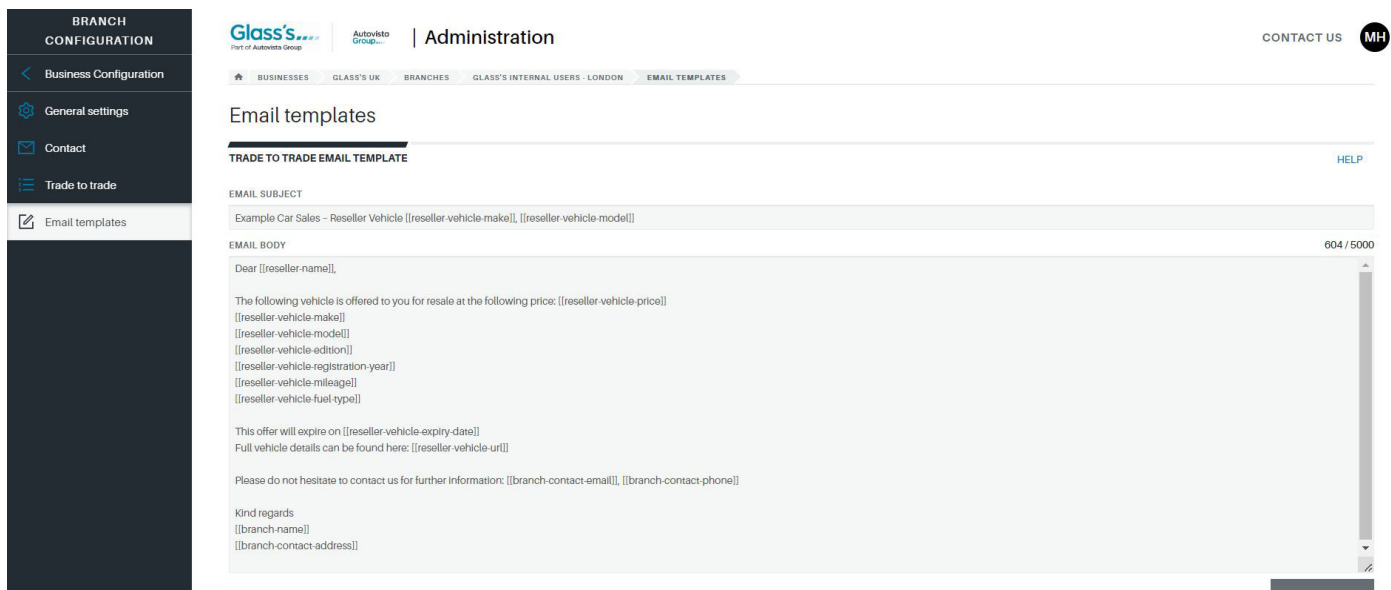 BRANCH
CONFIGURATION
Business Configuration
General settings
Contact
Trade to trade
Email templates
Glass's....
Part of Autovista Group
Autovista
Group....
| Administration
CONTACT US
MH
BUSINESSES GLASS'S UK BRANCHES GLASS'S INTERNAL USERS - LONDON EMAIL TEMPLATES
Email templates
TRADE TO TRADE EMAIL TEMPLATE
HELP
EMAIL SUBJECT
Example Car Sales – Reseller Vehicle [[reseller-vehicle-make]], [[reseller-vehicle-model]]
EMAIL BODY
604 / 5000
Dear [[reseller-name]],
The following vehicle is offered to you for resale at the following price: [[reseller-vehicle-price]]
[[reseller-vehicle-make]]
[[reseller-vehicle-model]]
[[reseller-vehicle-edition]]
[[reseller-vehicle-registration-year]]
[[reseller-vehicle-mileage]]
[[reseller-vehicle-fuel-type]]
This offer will expire on [[reseller-vehicle-expiry-date]]
Full vehicle details can be found here: [[reseller-vehicle-url]]
Please do not hesitate to contact us for further information: [[branch-contact-email]], [[branch-contact-phone]]
Kind regards
[[branch-name]]
[[branch-contact-address]]